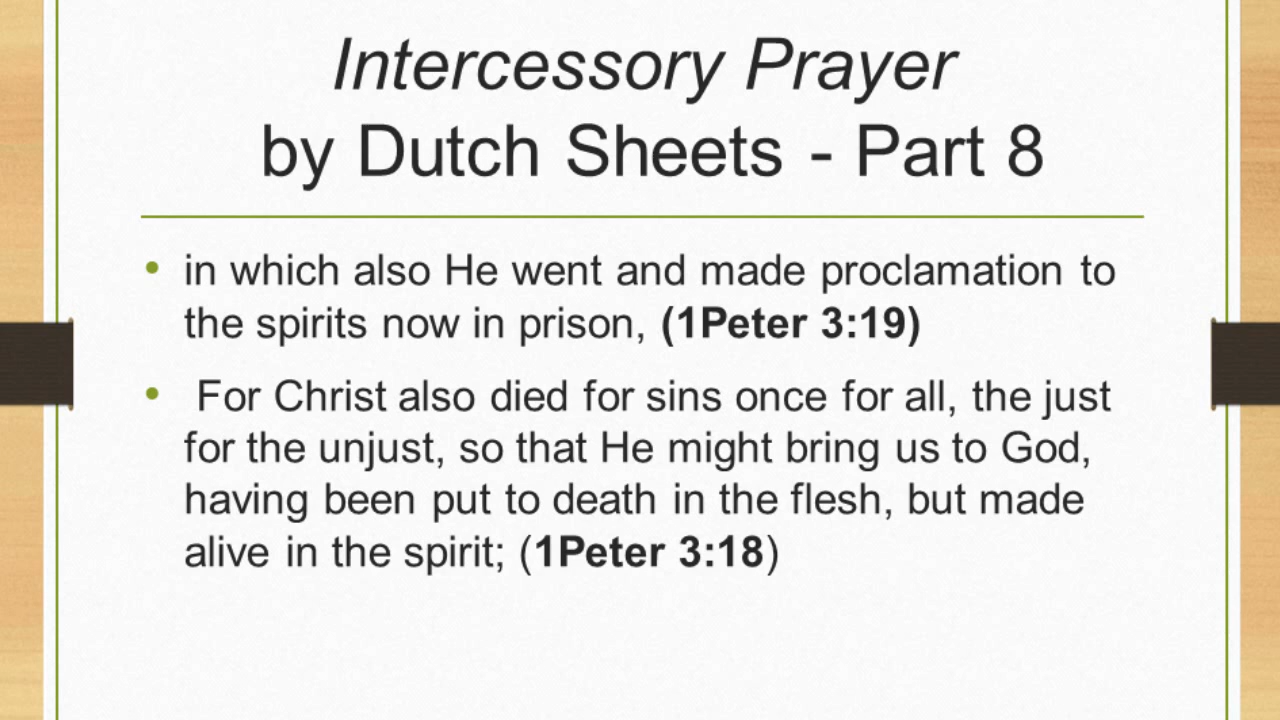 Intercessory Prayer
by Dutch Sheets - Part 8
• in which also He went and made proclamation to
the spirits now in prison, (1Peter 3:19)
• For Christ also died for sins once for all, the just
for the unjust, so that He might bring us to God,
having been put to death in the flesh, but made
alive in the spirit; (1Peter 3:18)